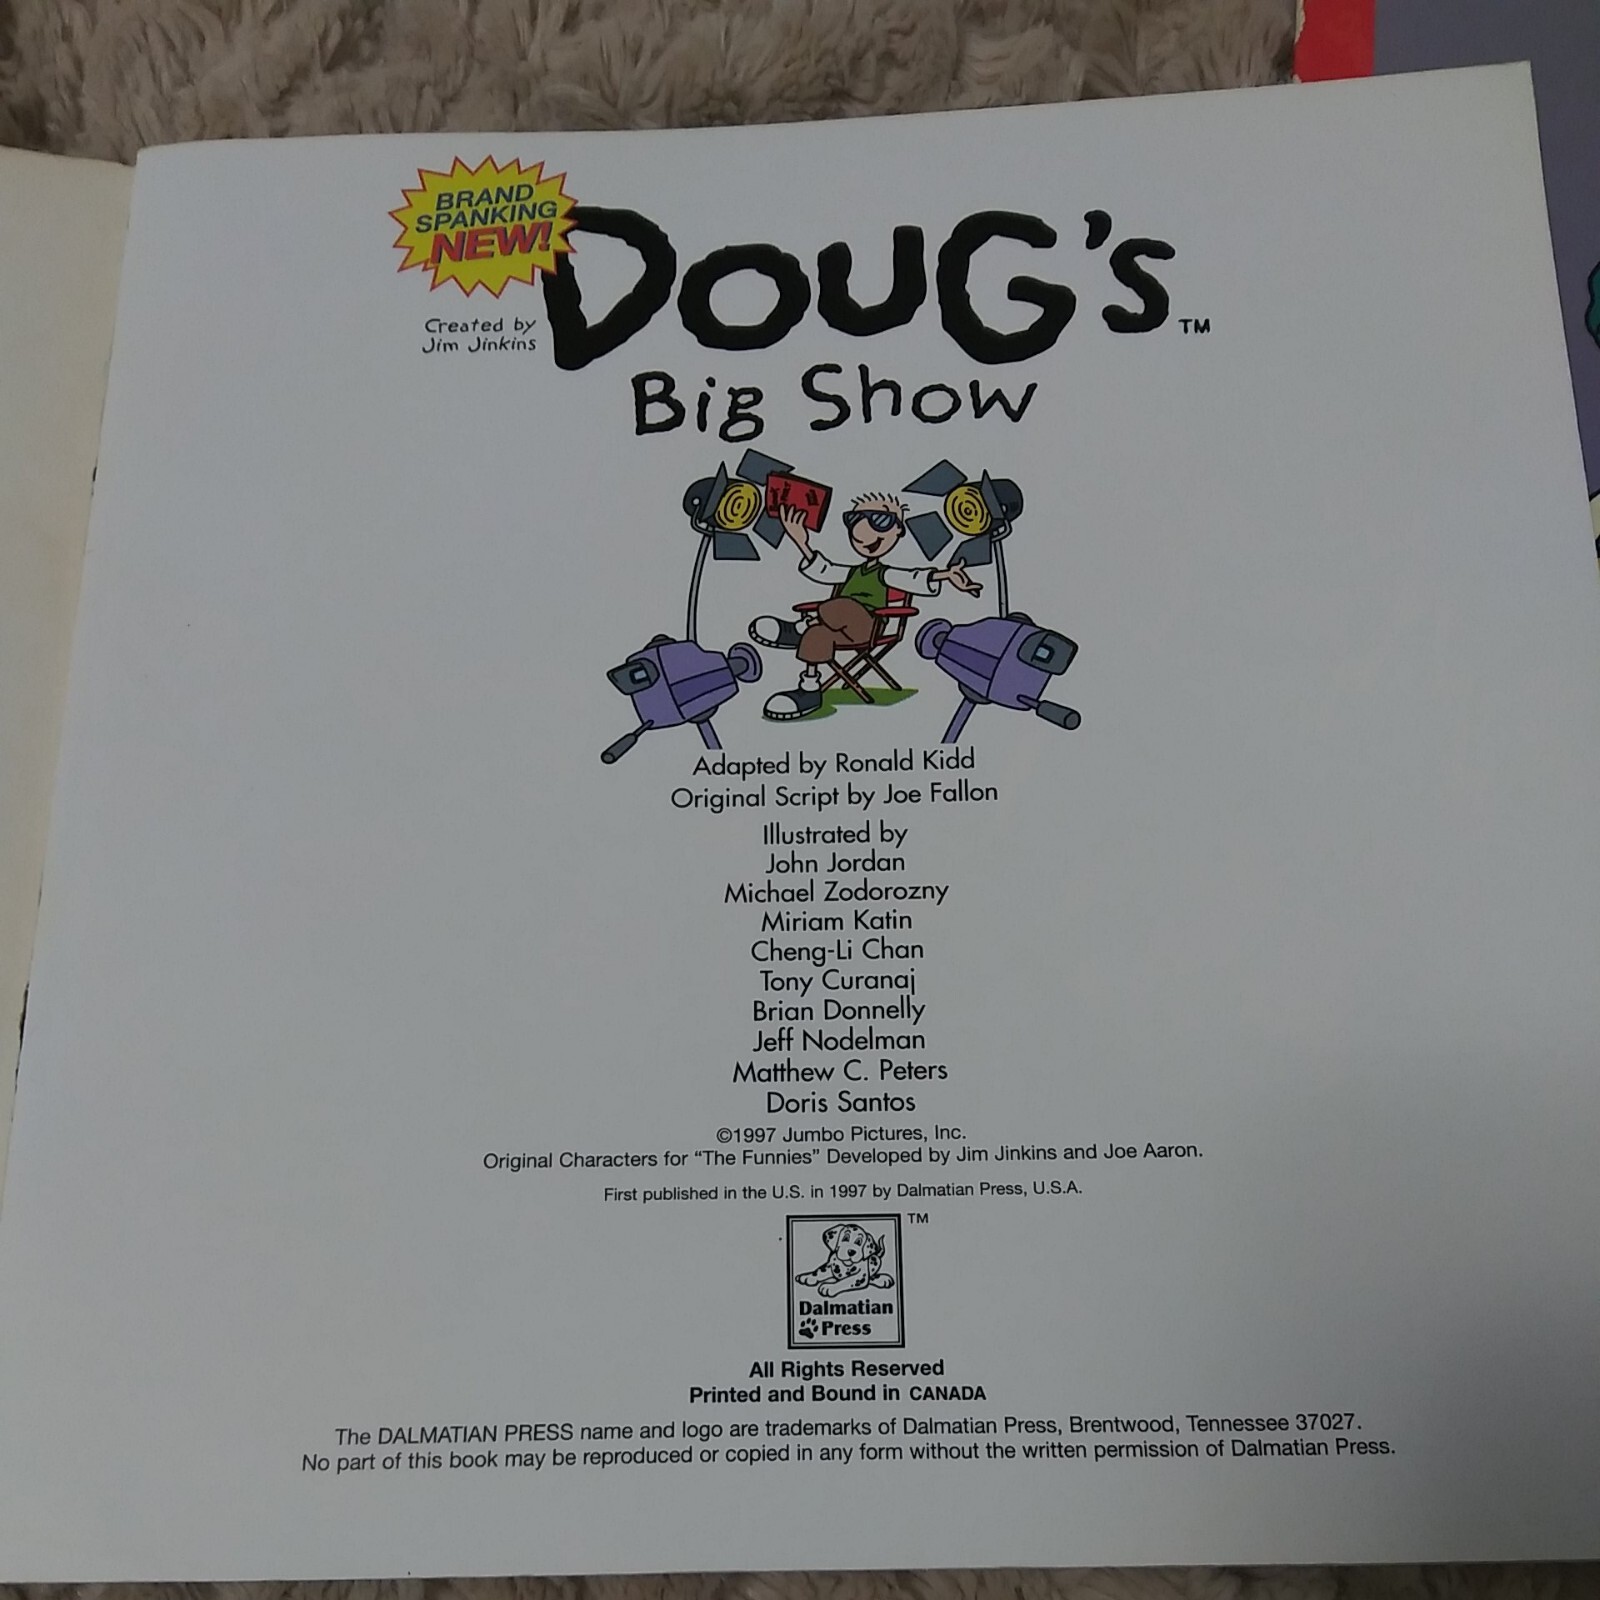 BRAND
SPANKING
NEW!
Created by
Jim Jinkins
DOUG'S™
Big Show
Adapted by Ronald Kidd
Original Script by Joe Fallon
Illustrated by
John Jordan
Michael Zodorozny
Miriam Katin
Cheng-Li Chan
Tony Curanaj
Brian Donnelly
Jeff Nodelman
Matthew C. Peters
Doris Santos
©1997 Jumbo Pictures, Inc.
Original Characters for "The Funnies" Developed by Jim Jinkins and Joe Aaron.
First published in the U.S. in 1997 by Dalmatian Press, U.S.A.
TM
Dalmatian
Press
All Rights Reserved
Printed and Bound in CANADA
The DALMATIAN PRESS name and logo are trademarks of Dalmatian Press, Brentwood, Tennessee 37027.
No part of this book may be reproduced or copied in any form without the written permission of Dalmatian Press.